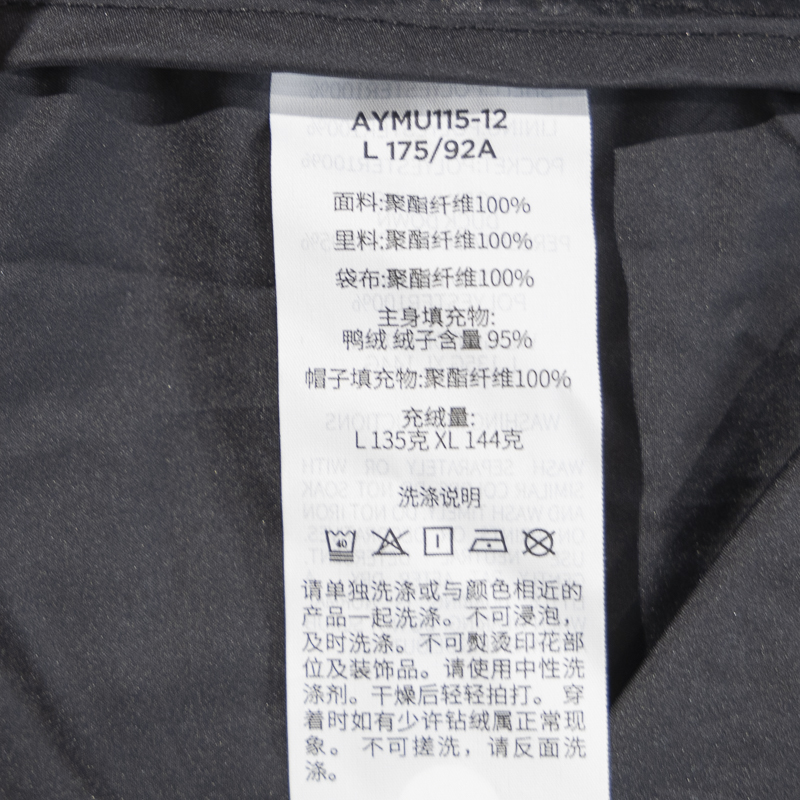 AYMU115-12
L 175/92A
面料:聚酯纤维100%
里料:聚酯纤维100%
袋布:聚酯纤维100%
主身填充物:
鸭绒 绒子含量 95%
帽子填充物:聚酯纤维100%
充绒量:
L 135克 XL 144克
洗涤说明
40
请单独洗涤或与颜色相近的
产品一起洗涤。不可浸泡，
及时洗涤。不可熨烫印花部
位及装饰品。请使用中性洗
涤剂。干燥后轻轻拍打。 穿
着时如有少许钻绒属正常现
象。 不可搓洗，请反面洗
涤。